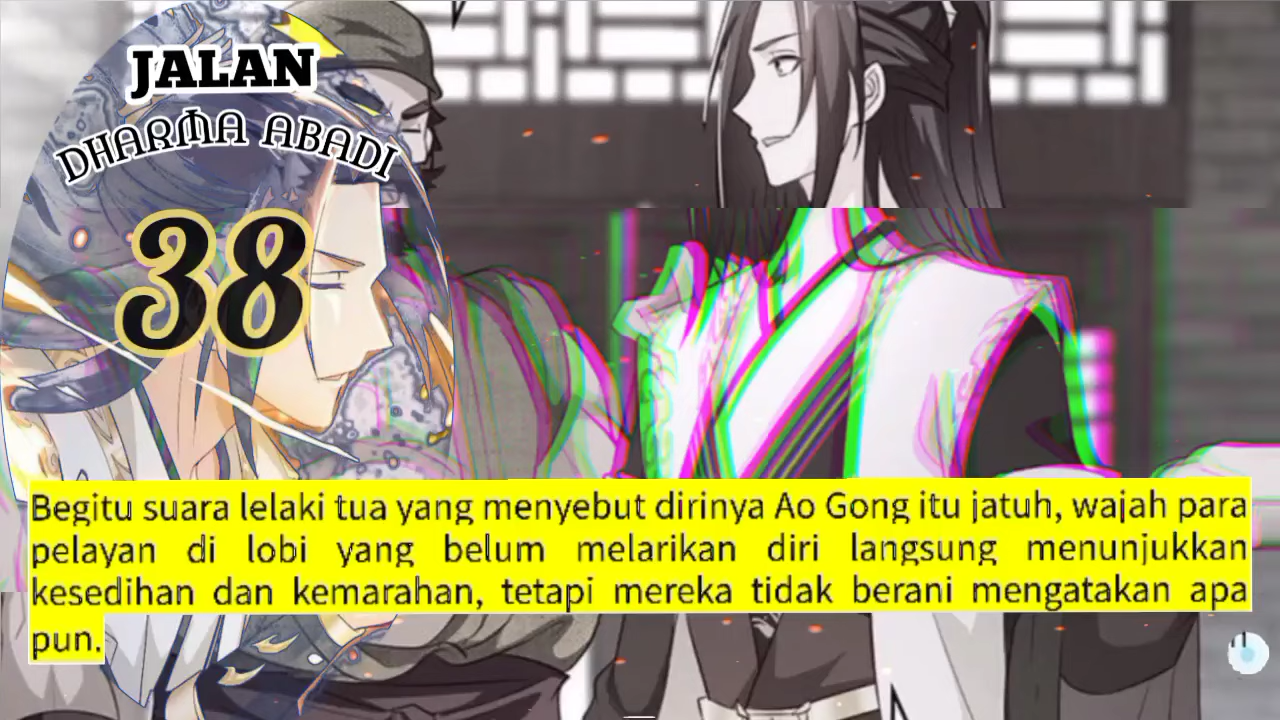 JALAN
DHARMA ABADI
38
Begitu suara lelaki tua yang menyebut dirinya Ao Gong itu jatuh, wajah para
pelayan di lobi yang belum melarikan diri langsung menunjukkan
kesedihan dan kemarahan, tetapi mereka tidak berani mengatakan apa
pun.